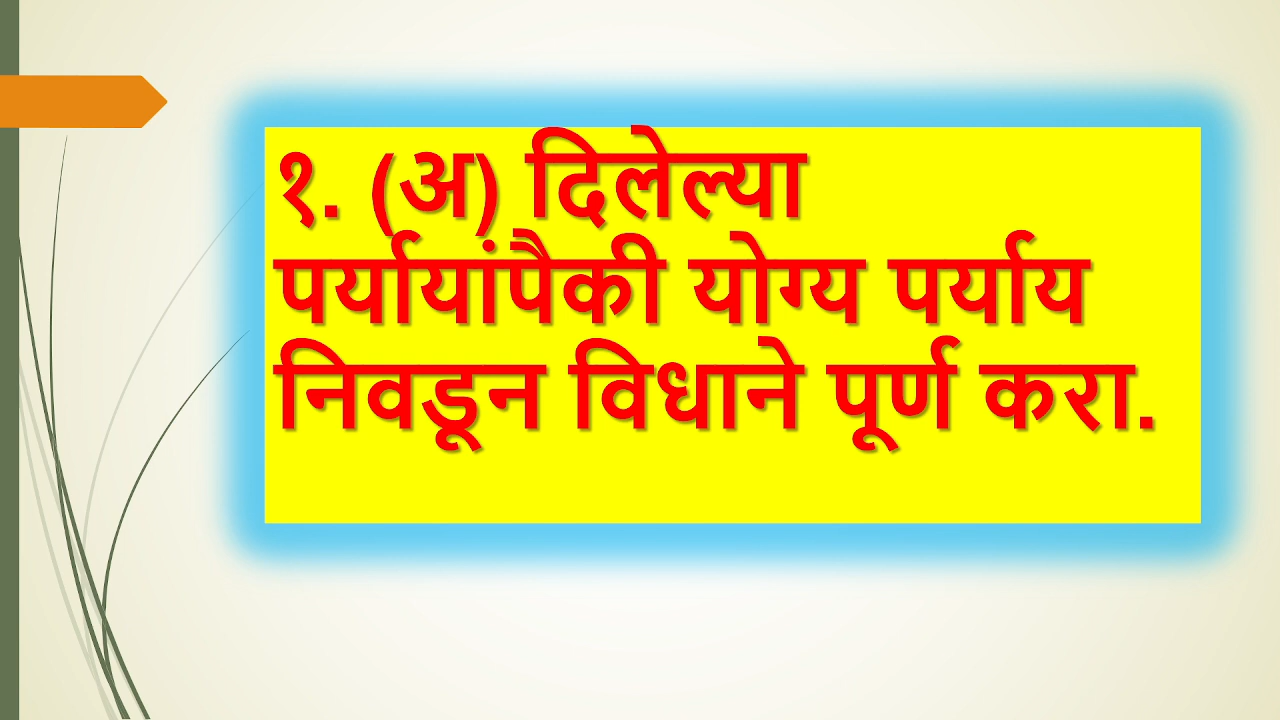 १. (अ) दिलेल्या
पर्यायांपैकी योग्य पर्याय
निवडून विधाने पूर्ण करा.